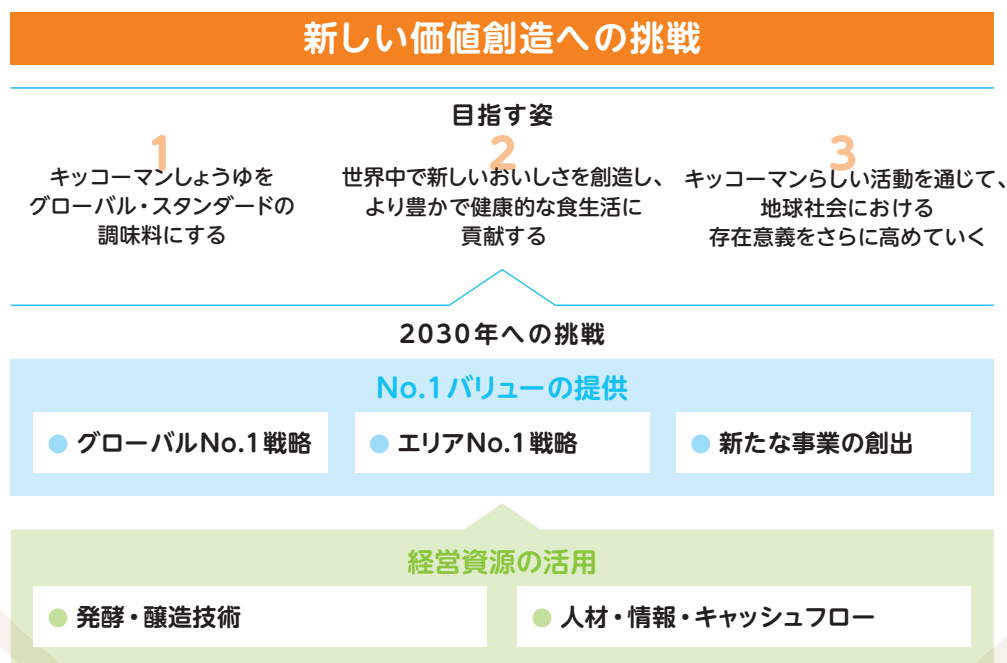 新しい価値創造への挑戦
目指す姿
1
キッコーマンしょうゆを
グローバル・スタンダードの
調味料にする
2
世界中で新しいおいしさを創造し、
より豊かで健康的な食生活に
貢献する
3
キッコーマンらしい活動を通じて、
地球社会における
存在意義をさらに高めていく
2030年への挑戦
No.1バリューの提供
● グローバルNo.1戦略
● エリアNo.1戦略
● 新たな事業の創出
経営資源の活用
● 発酵・醸造技術
● 人材・情報・キャッシュフロー